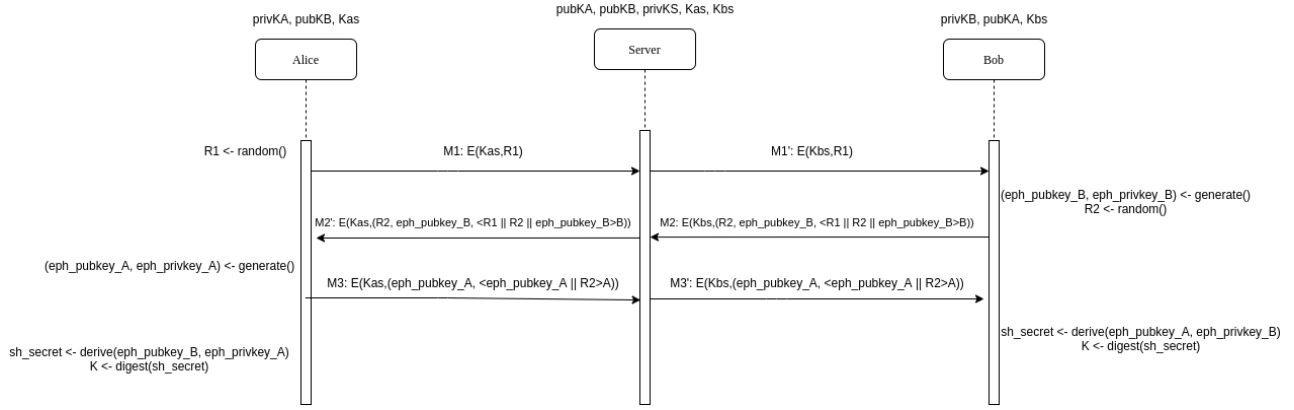 privKA, pubKB, Kas
pubKA, pubKB, privKS, Kas, Kbs
privKB, pubKA, Kbs
Alice
Server
Bob
R1 <- random()
M1: E(Kas,R1)
M1': E(Kbs,R1)
(eph_pubkey_B, eph_privkey_B) <- generate()
R2 <- random()
M2': E(Kas,(R2, eph_pubkey_B, <R1 || R2 || eph_pubkey_B>B))
M2: E(Kbs,(R2, eph_pubkey_B, <R1 || R2 || eph_pubkey_B>B))
(eph_pubkey_A, eph_privkey_A) <- generate()
M3: E(Kas,(eph_pubkey_A, <eph_pubkey_A || R2>A))
M3': E(Kbs,(eph_pubkey_A, <eph_pubkey_A || R2>A))
sh_secret <- derive(eph_pubkey_A, eph_privkey_B)
K <- digest(sh_secret)
sh_secret <- derive(eph_pubkey_B, eph_privkey_A)
K <- digest(sh_secret)